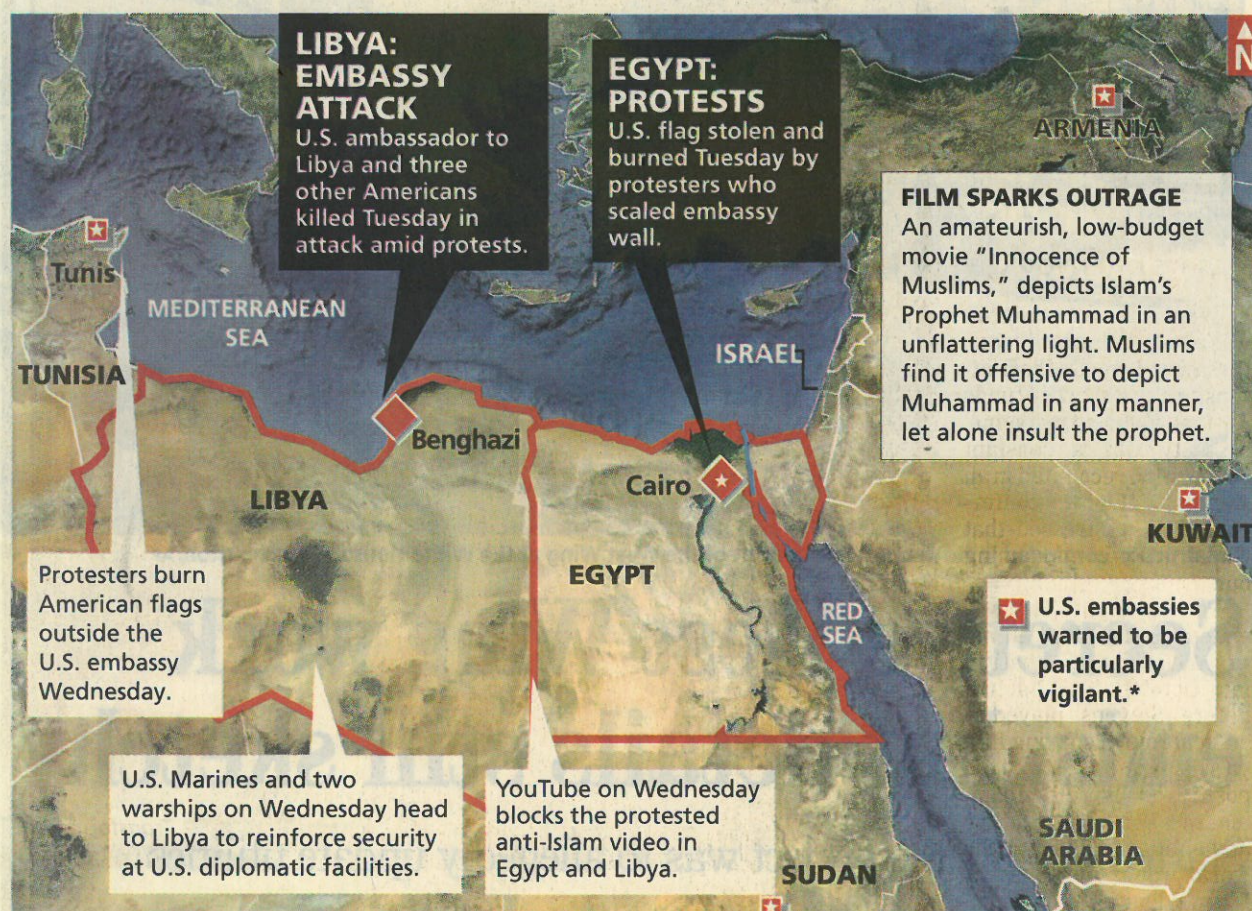 LIBYA:
EMBASSY
ATTACK
U.S. ambassador to
Libya and three
other Americans
killed Tuesday in
attack amid protests.
EGYPT:
PROTESTS
U.S. flag stolen and
burned Tuesday by
protesters who
scaled embassy
wall.
N
ARMENIA
FILM SPARKS OUTRAGE
An amateurish, low-budget
movie "Innocence of
Muslims," depicts Islam's
Prophet Muhammad in an
unflattering light. Muslims
find it offensive to depict
Muhammad in any manner,
let alone insult the prophet.
Tunis
MEDITERRANEAN
SEA
TUNISIA
ISRAEL
Benghazi
Cairo
LIBYA
EGYPT
KUWAIT
RED
SEA
U.S. embassies
warned to be
particularly
vigilant.*
Protesters burn
American flags
outside the
U.S. embassy
Wednesday.
U.S. Marines and two
warships on Wednesday head
to Libya to reinforce security
at U.S. diplomatic facilities.
YouTube on Wednesday
blocks the protested
anti-Islam video in
Egypt and Libya.
SUDAN
SAUDI
ARABIA